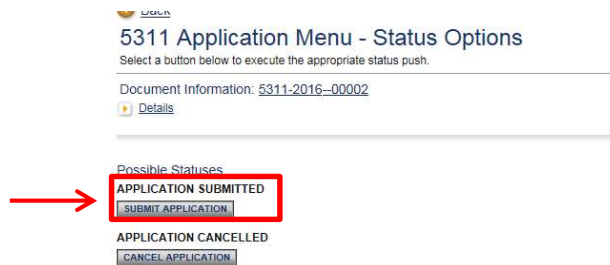 Back
5311 Application Menu - Status Options
Select a button below to execute the appropriate status push.
Document Information: 5311-2016--00002
Details
Possible Statuses
APPLICATION SUBMITTED
SUBMIT APPLICATION
APPLICATION CANCELLED
CANCEL APPLICATION